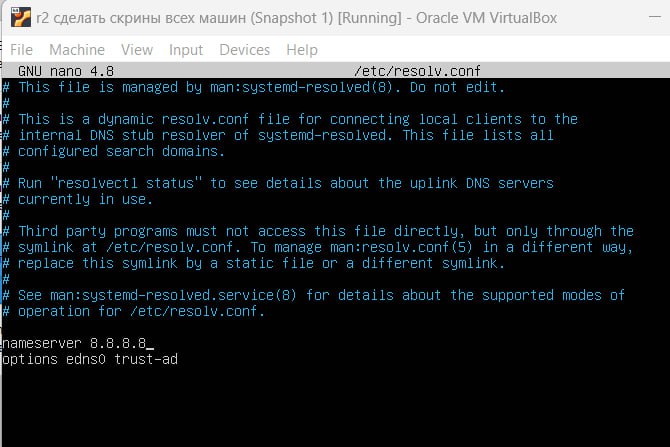 r2 сделать скрины всех машин (Snapshot 1) [Running] - Oracle VM VirtualBox
File Machine View Input Devices Help
GNU nano 4.8 /etc/resolv.conf
# This file is managed by man:systemd-resolved(8). Do not edit.
#
# This is a dynamic resolv.conf file for connecting local clients to the
# internal DNS stub resolver of systemd-resolved. This file lists all
# configured search domains.
#
# Run "resolvectl status" to see details about the uplink DNS servers
# currently in use.
#
# Third party programs must not access this file directly, but only through the
# symlink at /etc/resolv.conf. To manage man:resolv.conf(5) in a different way,
# replace this symlink by a static file or a different symlink.
#
# See man:systemd-resolved.service(8) for details about the supported modes of
# operation for /etc/resolv.conf.
nameserver 8.8.8.8
options edns0 trust-ad